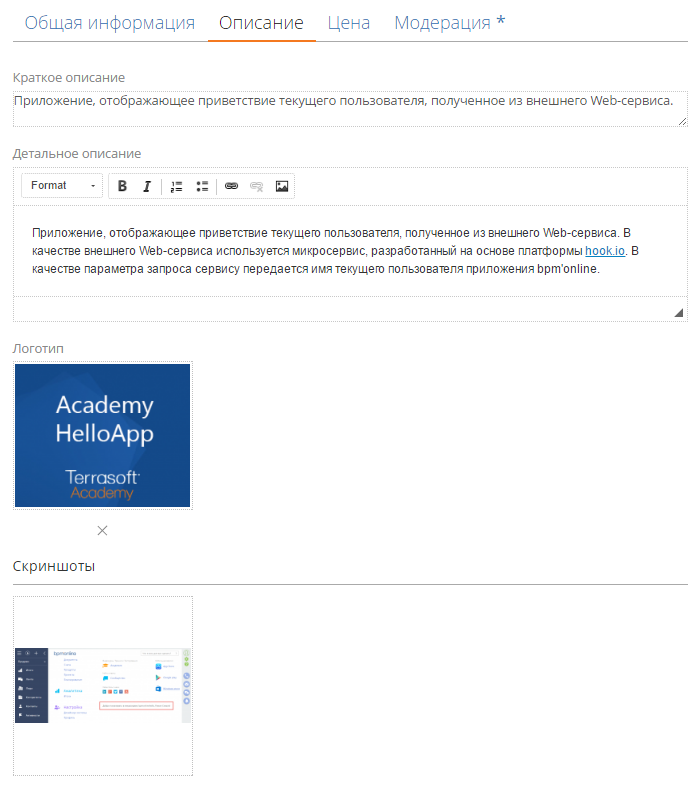 Общая информация Описание Цена Модерация *
Краткое описание
Приложение, отображающее приветствие текущего пользователя, полученное из внешнего Web-сервиса.
Детальное описание
Format B I
Приложение, отображающее приветствие текущего пользователя, полученное из внешнего Web-сервиса. В
качестве внешнего Web-сервиса используется микросервис, разработанный на основе платформы hook.io. В
качестве параметра запроса сервису передается имя текущего пользователя приложения bpm'online.
Логотип
Academy
HelloApp
Terrasoft
Academy
Скриншоты
bpmonline